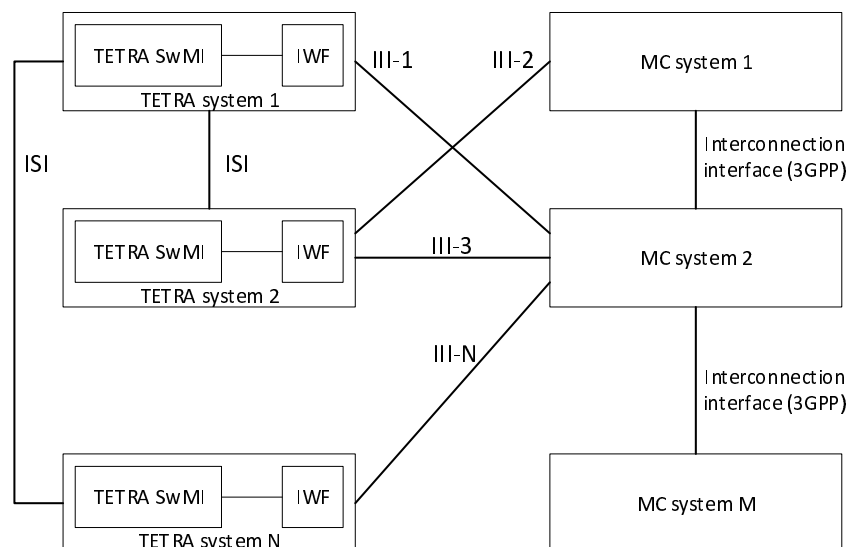 TETRA SwMI
IWF
TETRA system 1
III-1
III-2
MC system 1
ISI
ISI
Interconnection
interface (3GPP)
TETRA SwMI
IWF
TETRA system 2
III-3
MC system 2
III-N
Interconnection
interface (3GPP)
TETRA SwMI
IWF
TETRA system N
MC system M